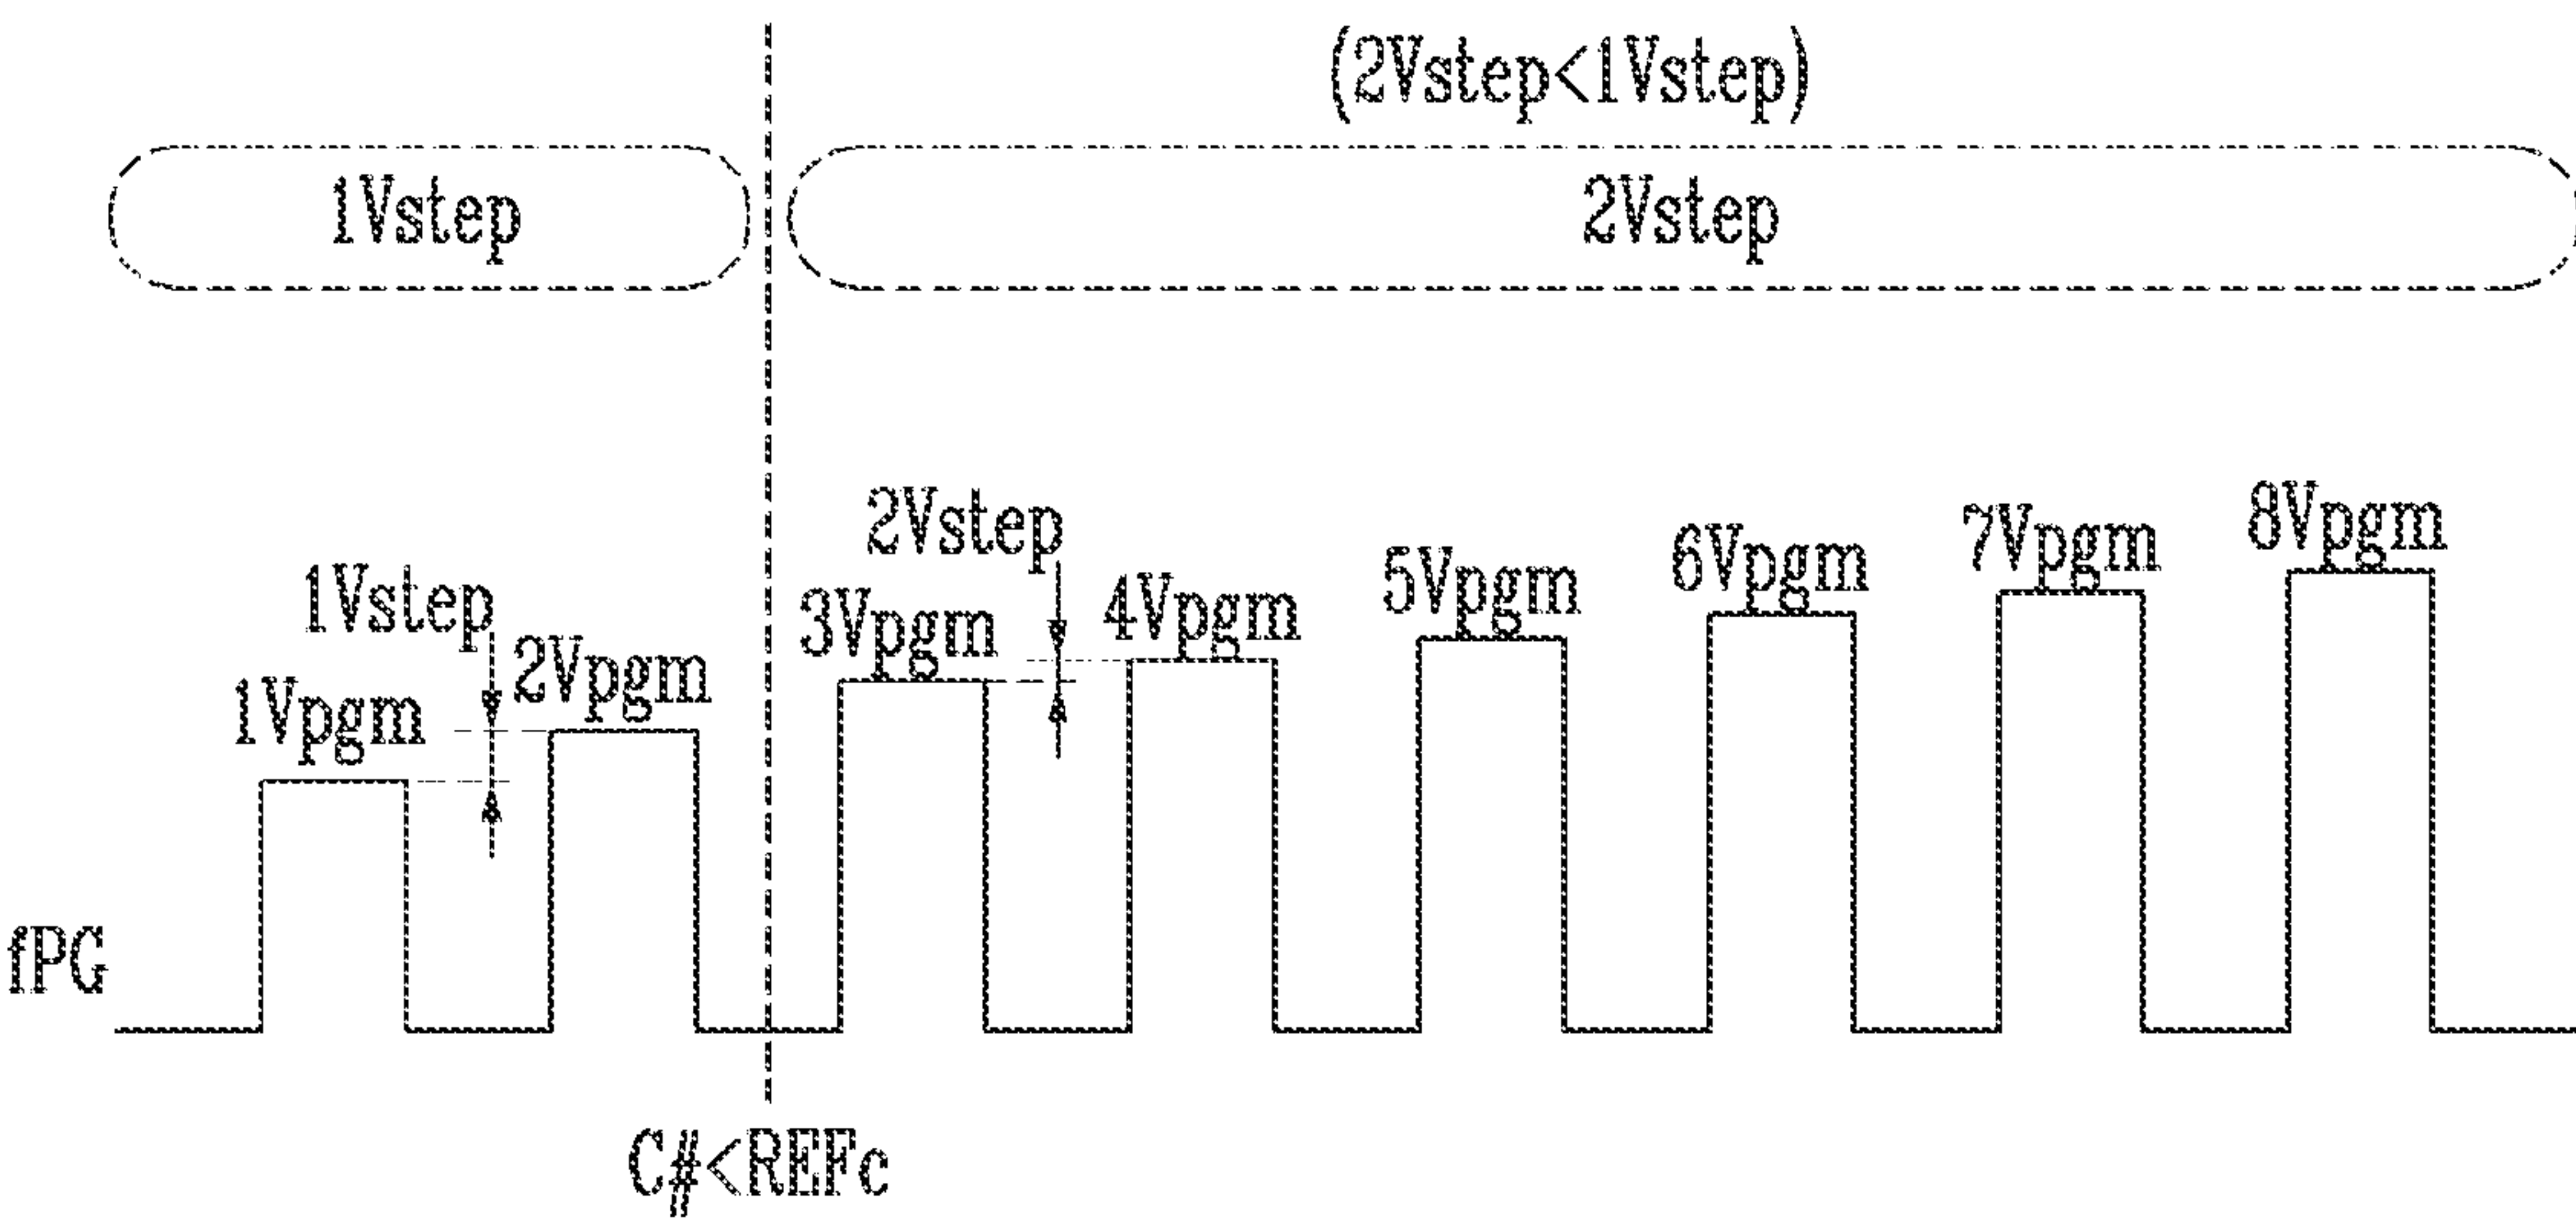 (2Vstep<1Vstep)
1Vstep
2Vstep
1Vstep
1Vpgm
2Vpgm
2Vstep
3Vpgm
4Vpgm
5Vpgm
6Vpgm
7Vpgm
8Vpgm
fPG
C#<REFc